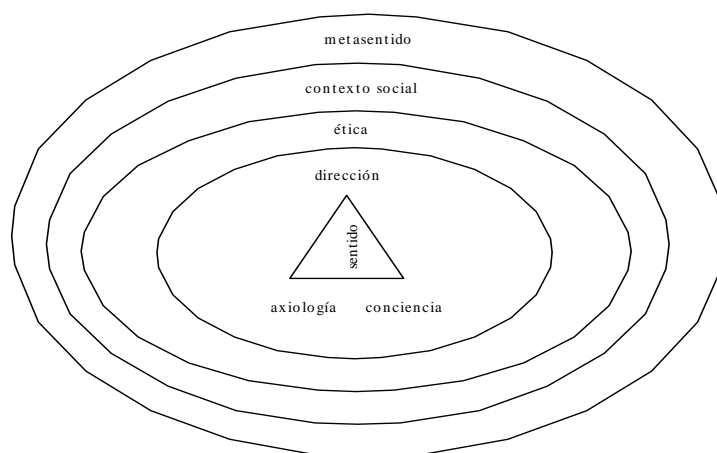 metasentido
contexto social
ética
dirección
sentido
axiología conciencia